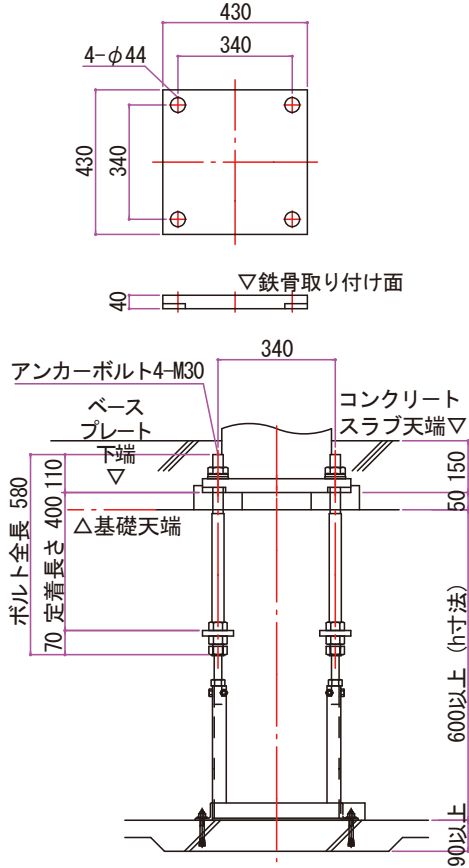 430
340
4-φ44
430
340
40
▽鉄骨取り付け面
340
アンカーボルト4-M30
ベース
プレート
下端
▽
コンクリート
スラブ天端▽
△基礎天端
ボルト全長 580
70 定着長さ 400 110
50 150
600以上 (h寸法)
90以上